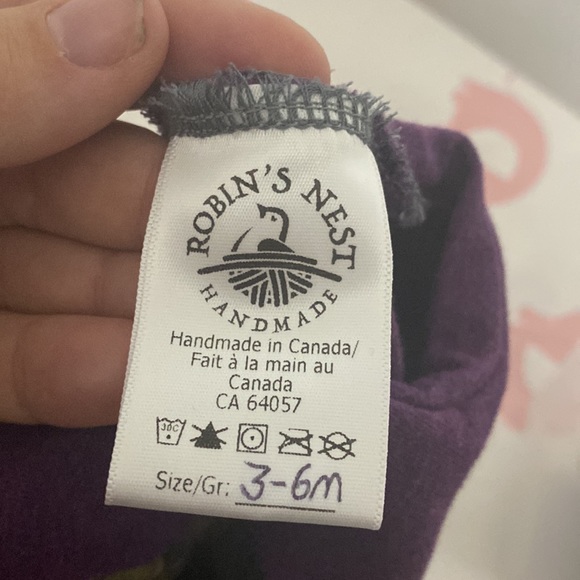 ROBIN'S NEST
HANDMADE
Handmade in Canada/
Fait à la main au
Canada
CA 64057
30C
Size/Gr: 3-6m